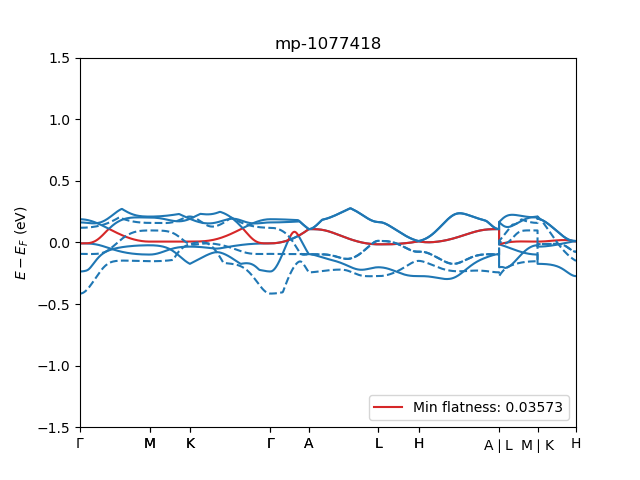 mp-1077418
1.5
1.0
0.5
0.0
−0.5
−1.0
−1.5
E − E_F (eV)
Min flatness: 0.03573
Γ M K Γ A L H A | L M | K H